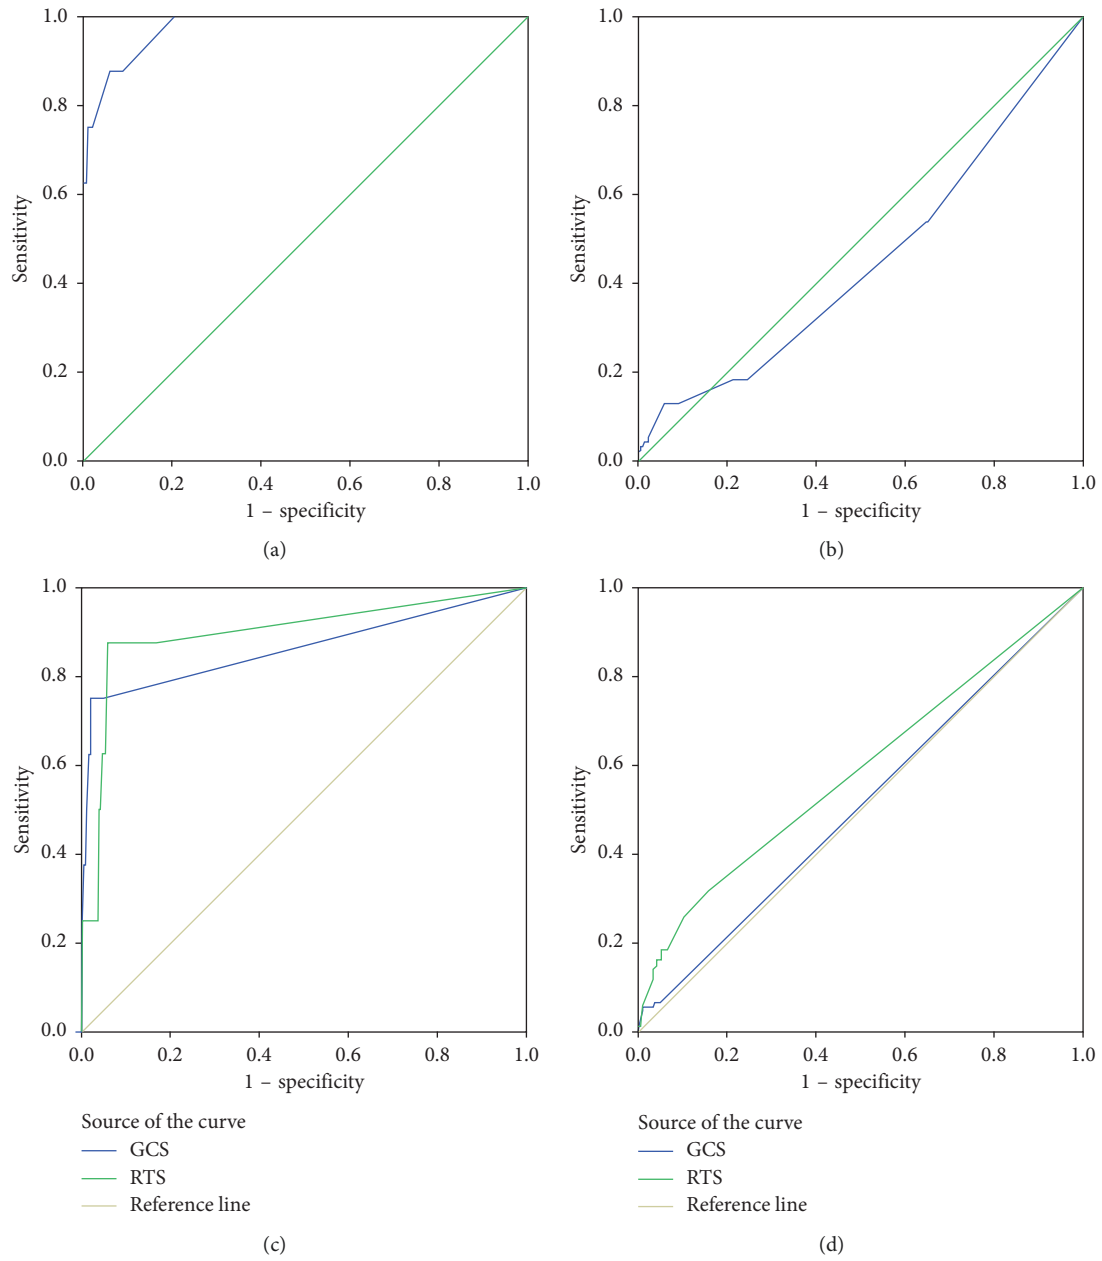 1.0
0.8
0.6
0.4
0.2
0.0
Sensitivity
0.0 0.2 0.4 0.6 0.8 1.0
1 – specificity
(a)
1.0
0.8
0.6
0.4
0.2
0.0
Sensitivity
0.0 0.2 0.4 0.6 0.8 1.0
1 – specificity
(b)
1.0
0.8
0.6
0.4
0.2
0.0
Sensitivity
0.0 0.2 0.4 0.6 0.8 1.0
1 – specificity
Source of the curve
GCS
RTS
Reference line
(c)
1.0
0.8
0.6
0.4
0.2
0.0
Sensitivity
0.0 0.2 0.4 0.6 0.8 1.0
1 – specificity
Source of the curve
GCS
RTS
Reference line
(d)